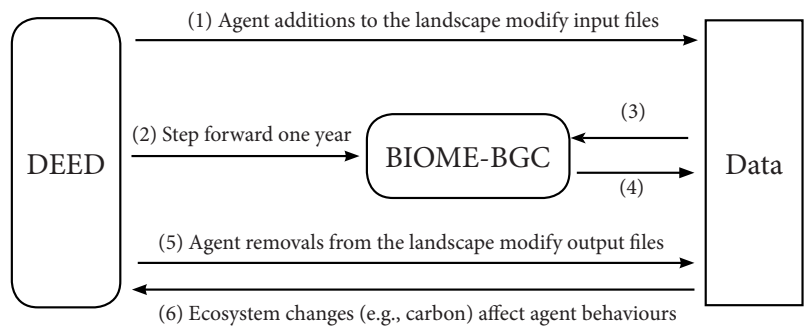 (1) Agent additions to the landscape modify input files
(2) Step forward one year
(3)
DEED
BIOME-BGC
Data
(4)
(5) Agent removals from the landscape modify output files
(6) Ecosystem changes (e.g., carbon) affect agent behaviours